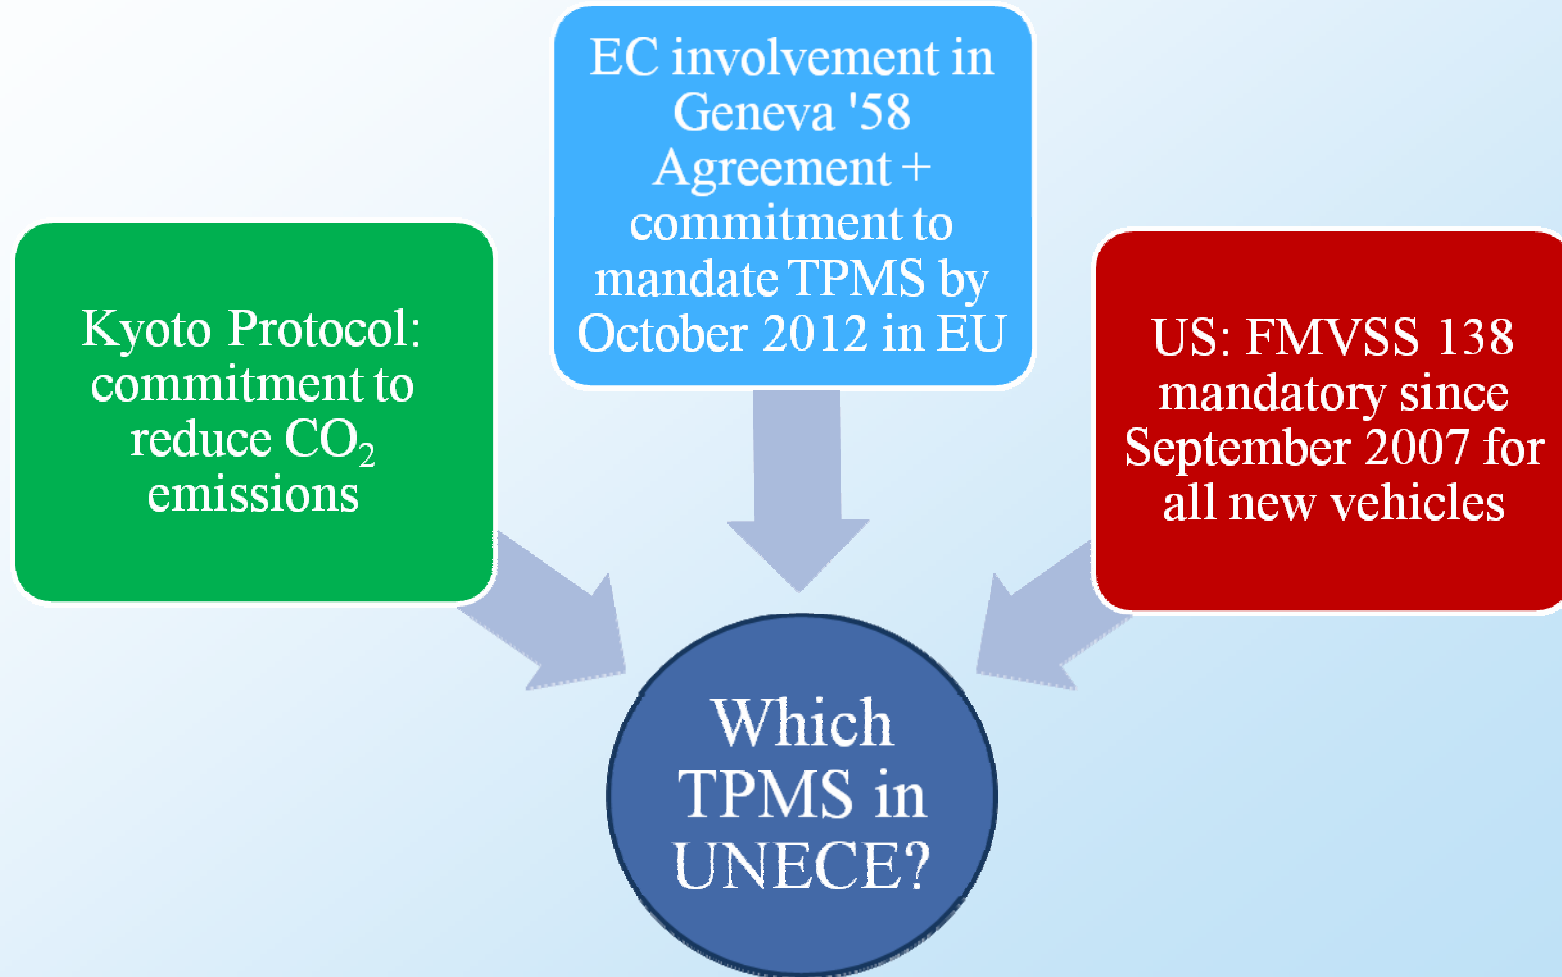 EC involvement in
Geneva '58
Agreement +
commitment to
mandate TPMS by
October 2012 in EU
Kyoto Protocol:
commitment to
reduce CO₂
emissions
US: FMVSS 138
mandatory since
September 2007 for
all new vehicles
Which
TPMS in
UNECE?